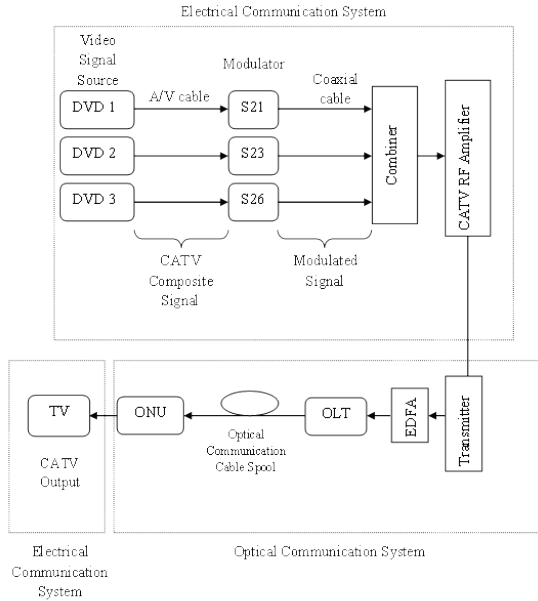 Electrical Communication System
Video
Signal
Source
Modulator
Coaxial
cable
A/V cable
DVD 1
S21
DVD 2
S23
DVD 3
S26
Combiner
CATV RF Amplifier
CATV
Composite
Signal
Modulated
Signal
TV
ONU
OLT
EDFA
Transmitter
CATV
Output
Optical
Communication
Cable Spool
Electrical
Communication
System
Optical Communication System